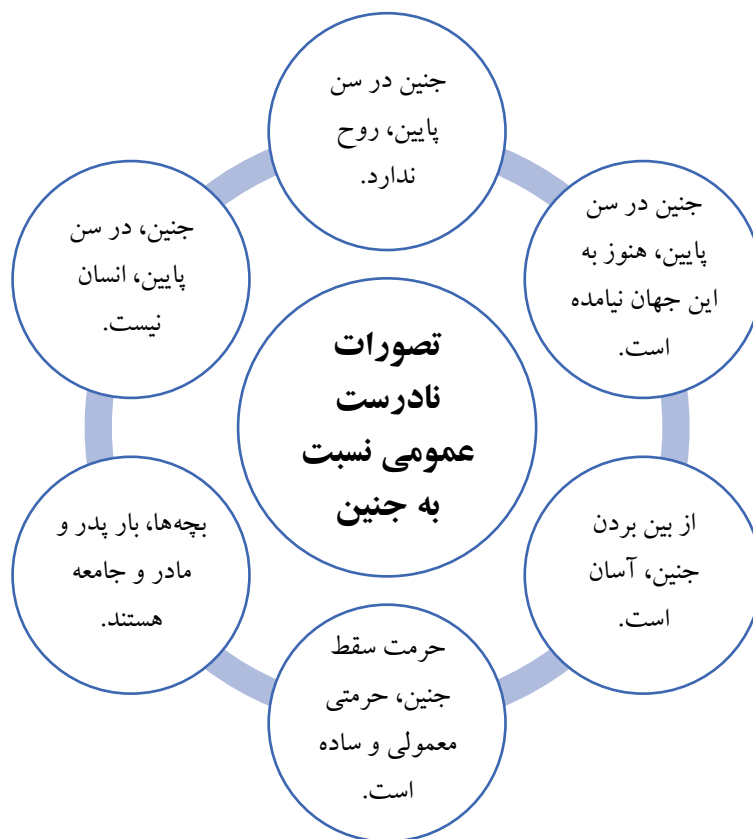 تصورات
نادرست
عمومی نسبت
به جنین
جنین در سن
پایین، روح
ندارد.
جنین در سن
پایین، هنوز به
این جهان نیامده
است.
از بین بردن
جنین، آسان
است.
حرمت سقط
جنین، حرمتی
معمولی و ساده
است.
بچه‌ها، بار پدر و
مادر و جامعه
هستند.
جنین، در سن
پایین، انسان
نیست.